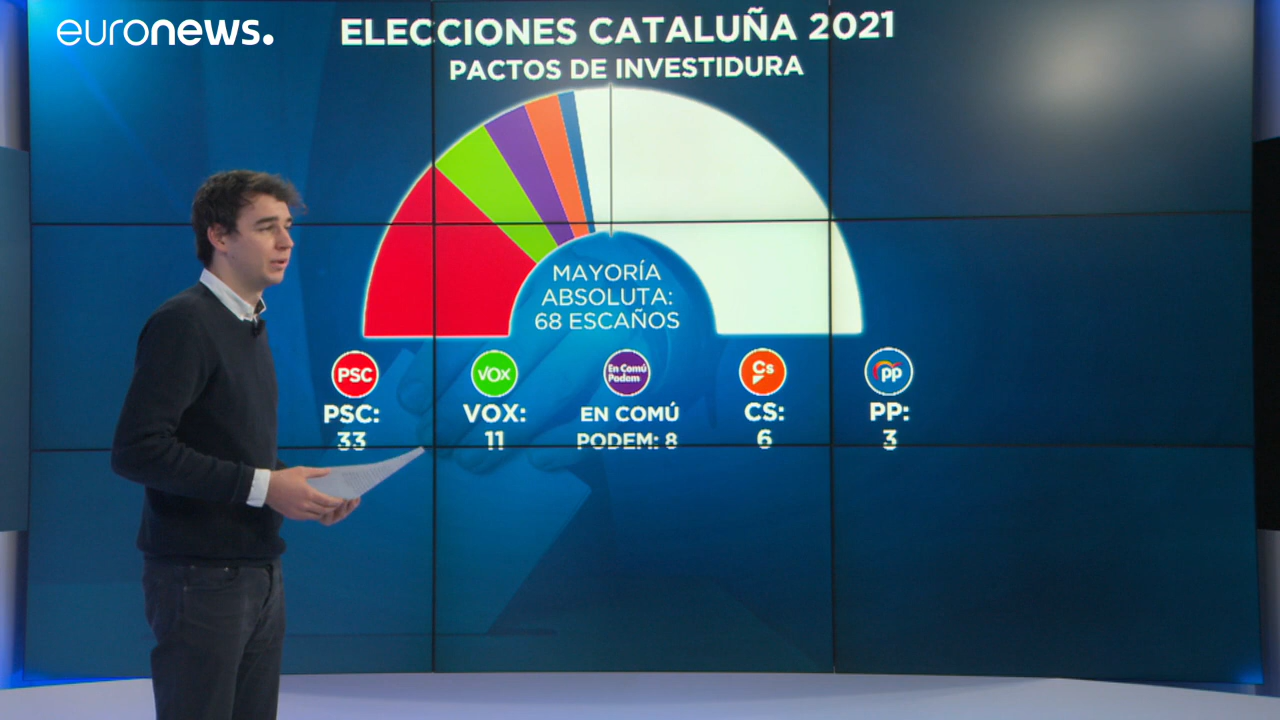 euronews.
ELECCIONES CATALUÑA 2021
PACTOS DE INVESTIDURA
MAYORÍA
ABSOLUTA:
68 ESCAÑOS
PSC
VOX
En Comú
Podem
Cs
pp
PSC:
33
VOX:
11
EN COMÚ
PODEM: 8
CS:
6
PP:
3